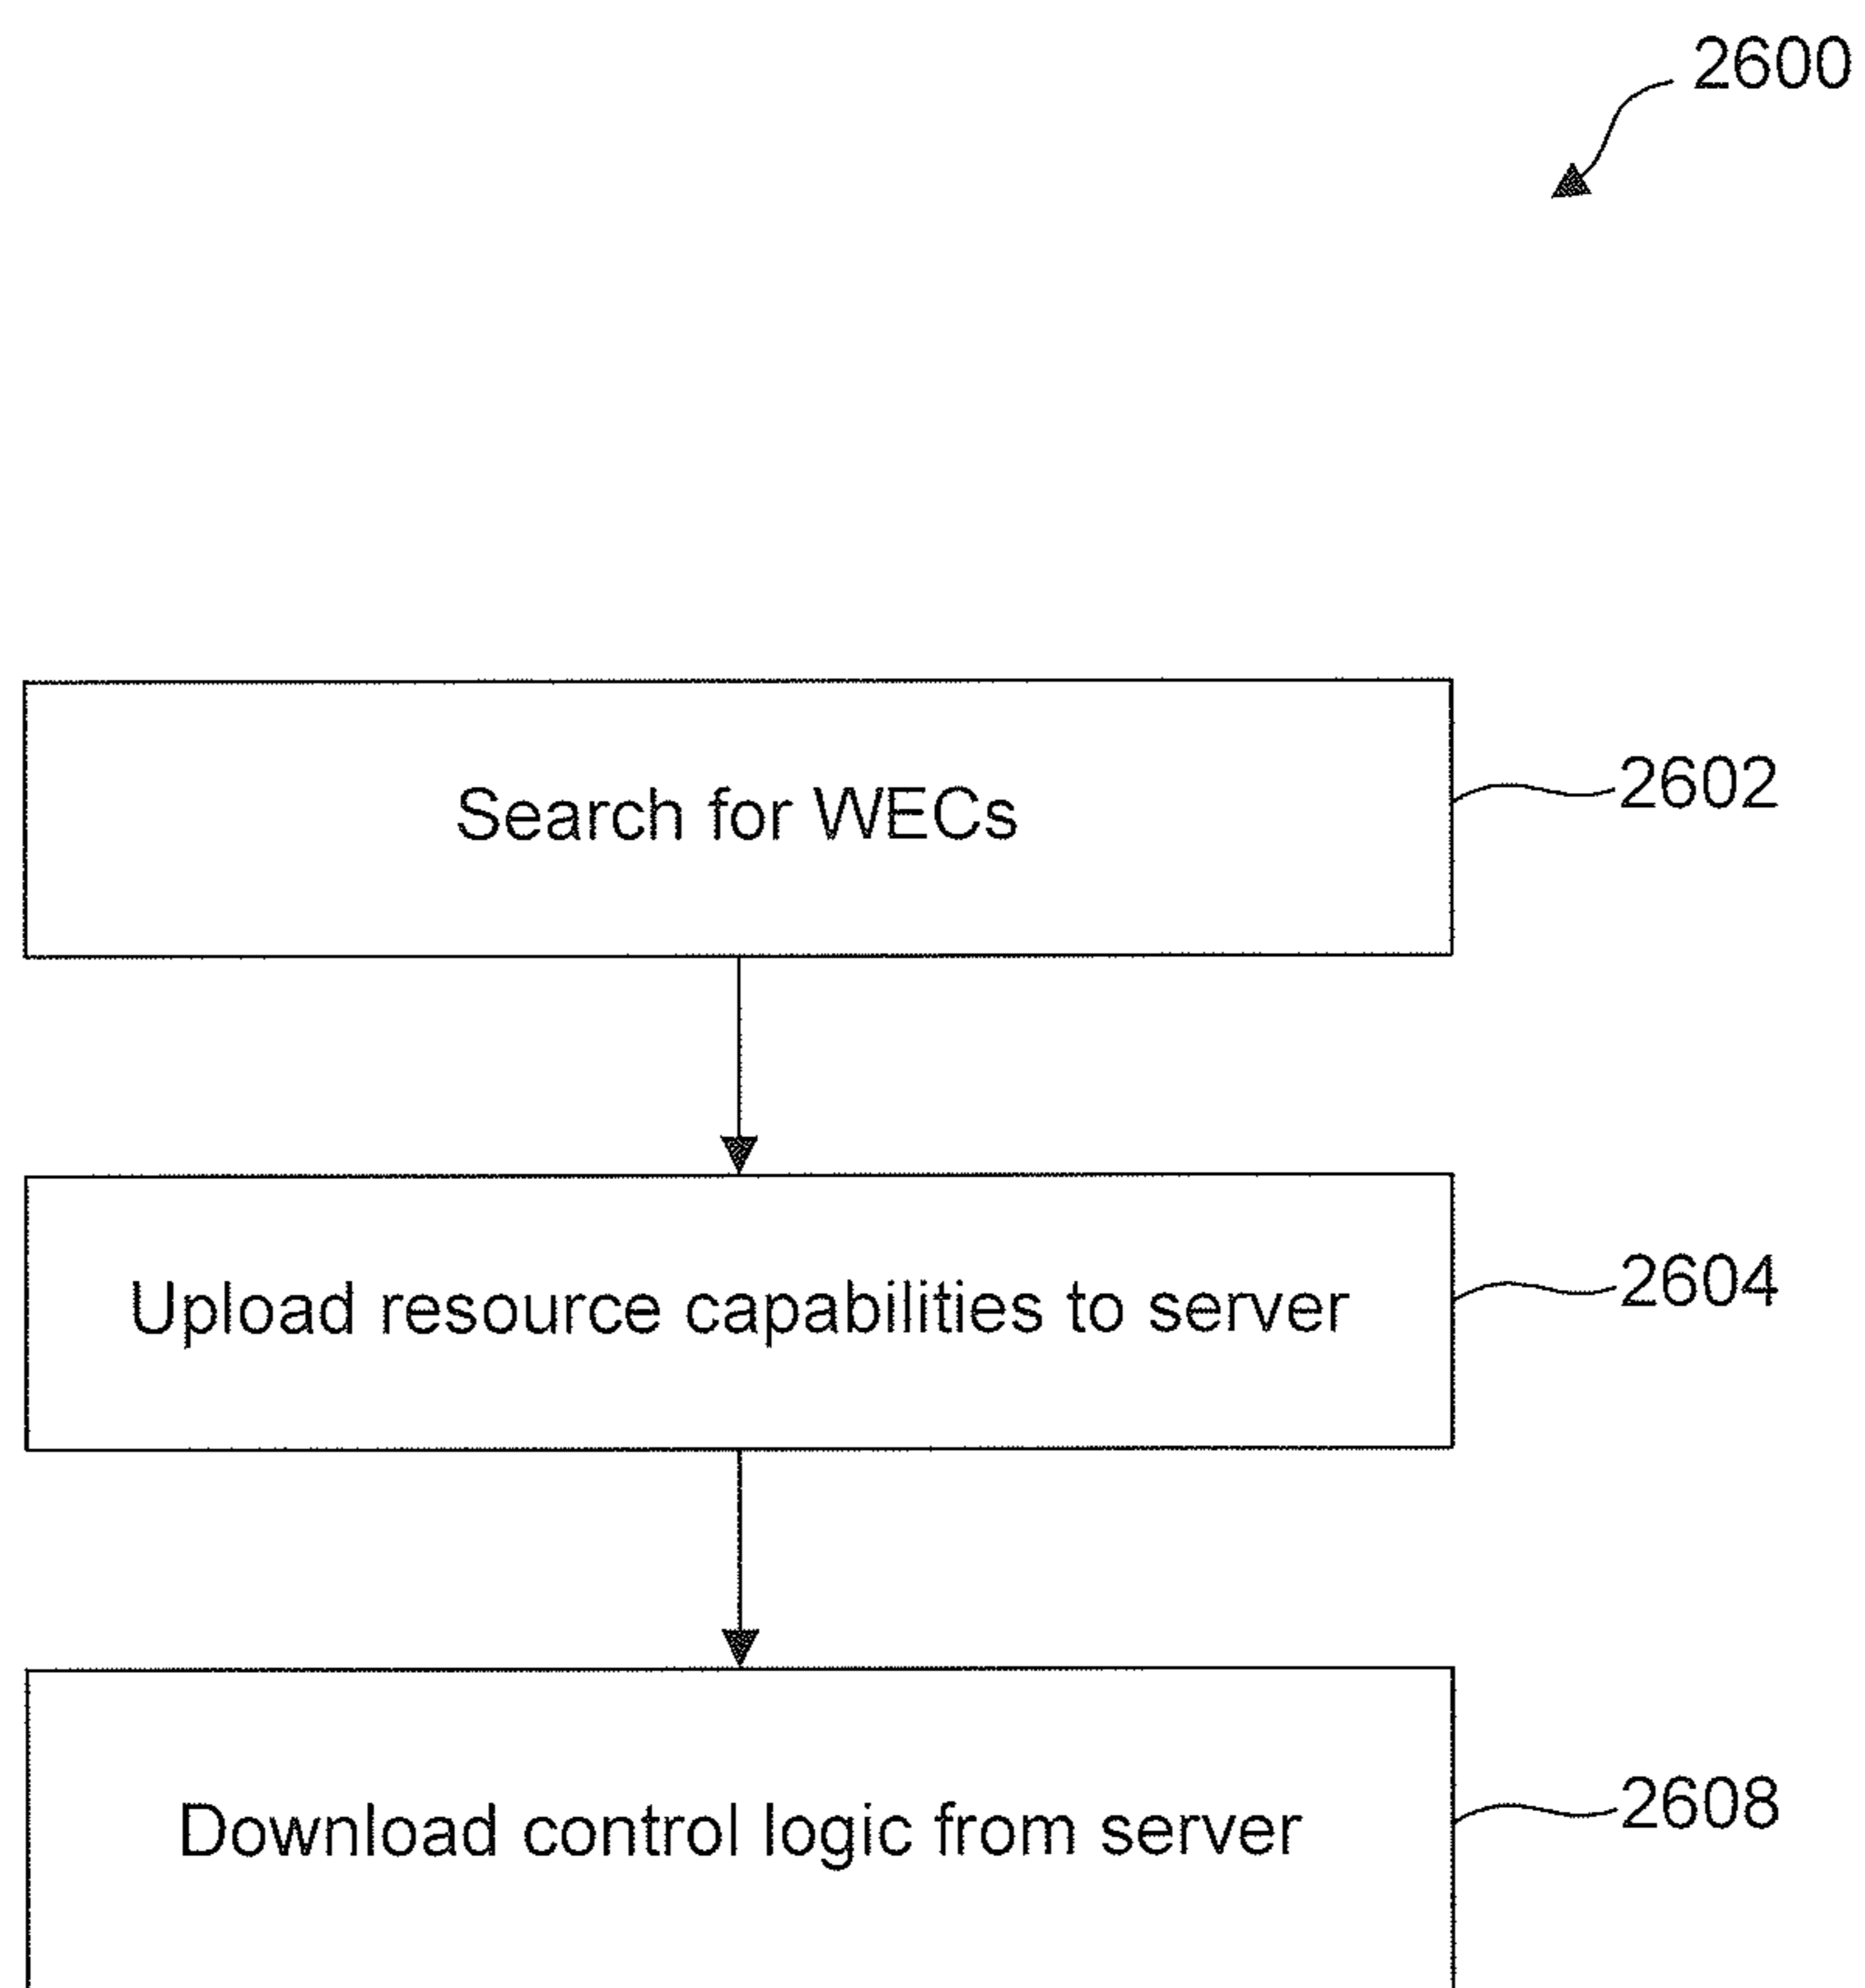 2600
Search for WECs
2602
Upload resource capabilities to server
2604
Download control logic from server
2608